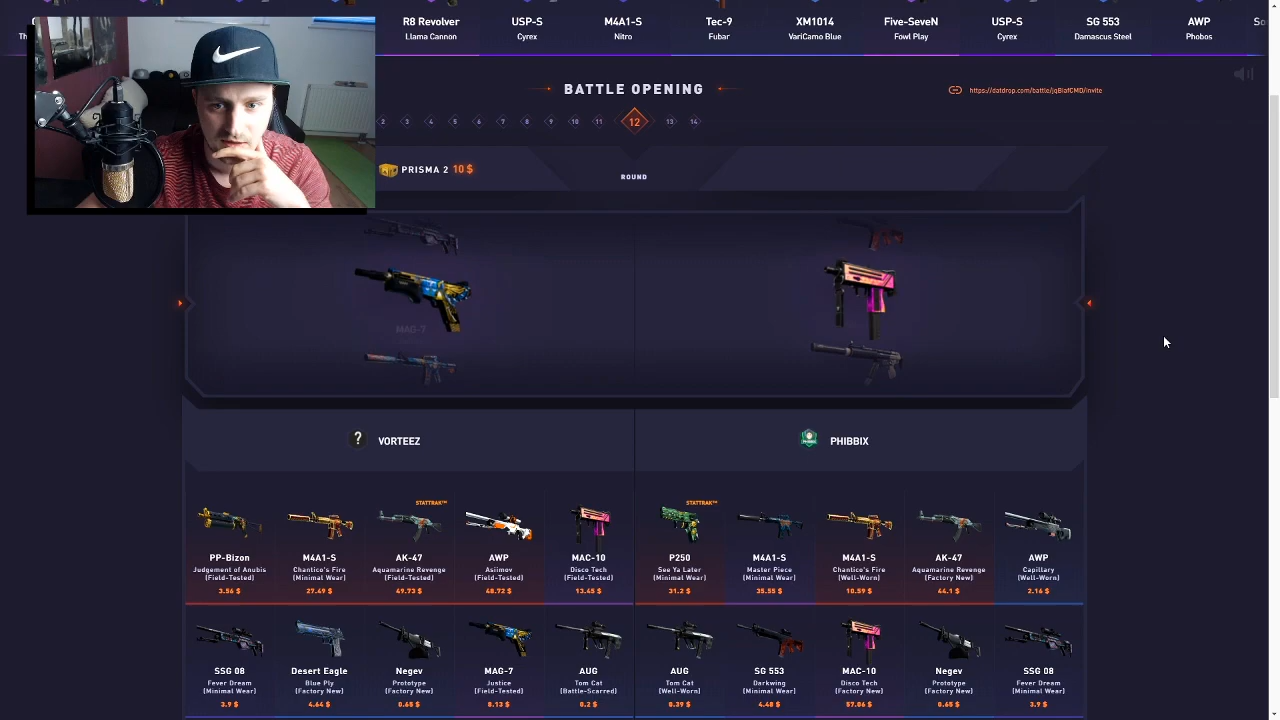 R8 Revolver USP-S M4A1-S Tec-9 XM1014 Five-SeveN USP-S SG 553 AWP
Llama Cannon Cyrex Nitro Fubar VariCamo Blue Fowl Play Cyrex Damascus Steel Phobos
BATTLE OPENING
https://datdrop.com/battle/jqBiafCMD/invite
2 3 4 5 6 7 8 9 10 11 12 13 14
PRISMA 2 10 $
ROUND
MAG-7
? VORTEEZ PHIBBIX
STATTRAK™ STATTRAK™
PP-Bizon M4A1-S AK-47 AWP MAC-10 P250 M4A1-S M4A1-S AK-47 AWP
Judgement of Anubis Chantico's Fire Aquamarine Revenge Asiimov Disco Tech See Ya Later Master Piece Chantico's Fire Aquamarine Revenge Capillary
(Field-Tested) (Minimal Wear) (Field-Tested) (Field-Tested) (Field-Tested) (Minimal Wear) (Minimal Wear) (Well-Worn) (Factory New) (Well-Worn)
3.56 $ 27.49 $ 49.73 $ 48.72 $ 13.45 $ 31.2 $ 35.55 $ 10.59 $ 44.1 $ 2.16 $
SSG 08 Desert Eagle Negev MAG-7 AUG AUG SG 553 MAC-10 Negev SSG 08
Fever Dream Blue Ply Prototype Justice Tom Cat Tom Cat Darkwing Disco Tech Prototype Fever Dream
(Minimal Wear) (Factory New) (Factory New) (Field-Tested) (Battle-Scarred) (Well-Worn) (Minimal Wear) (Factory New) (Factory New) (Minimal Wear)
3.9 $ 4.64 $ 0.65 $ 8.13 $ 0.2 $ 0.39 $ 4.48 $ 57.06 $ 0.65 $ 3.9 $